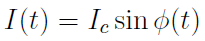 I(t) = I_c sin ϕ(t)